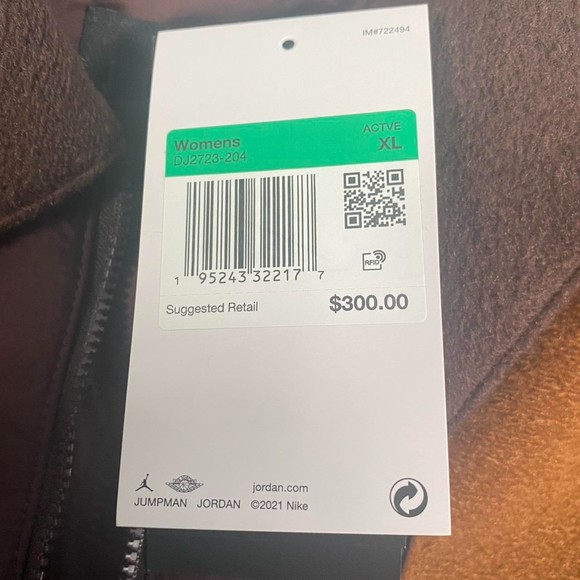 IM#722494
Womens ACTVE
DJ2723-204 XL
RFID
1 95243 32217 7
Suggested Retail $300.00
jordan.com
JUMPMAN JORDAN ©2021 Nike